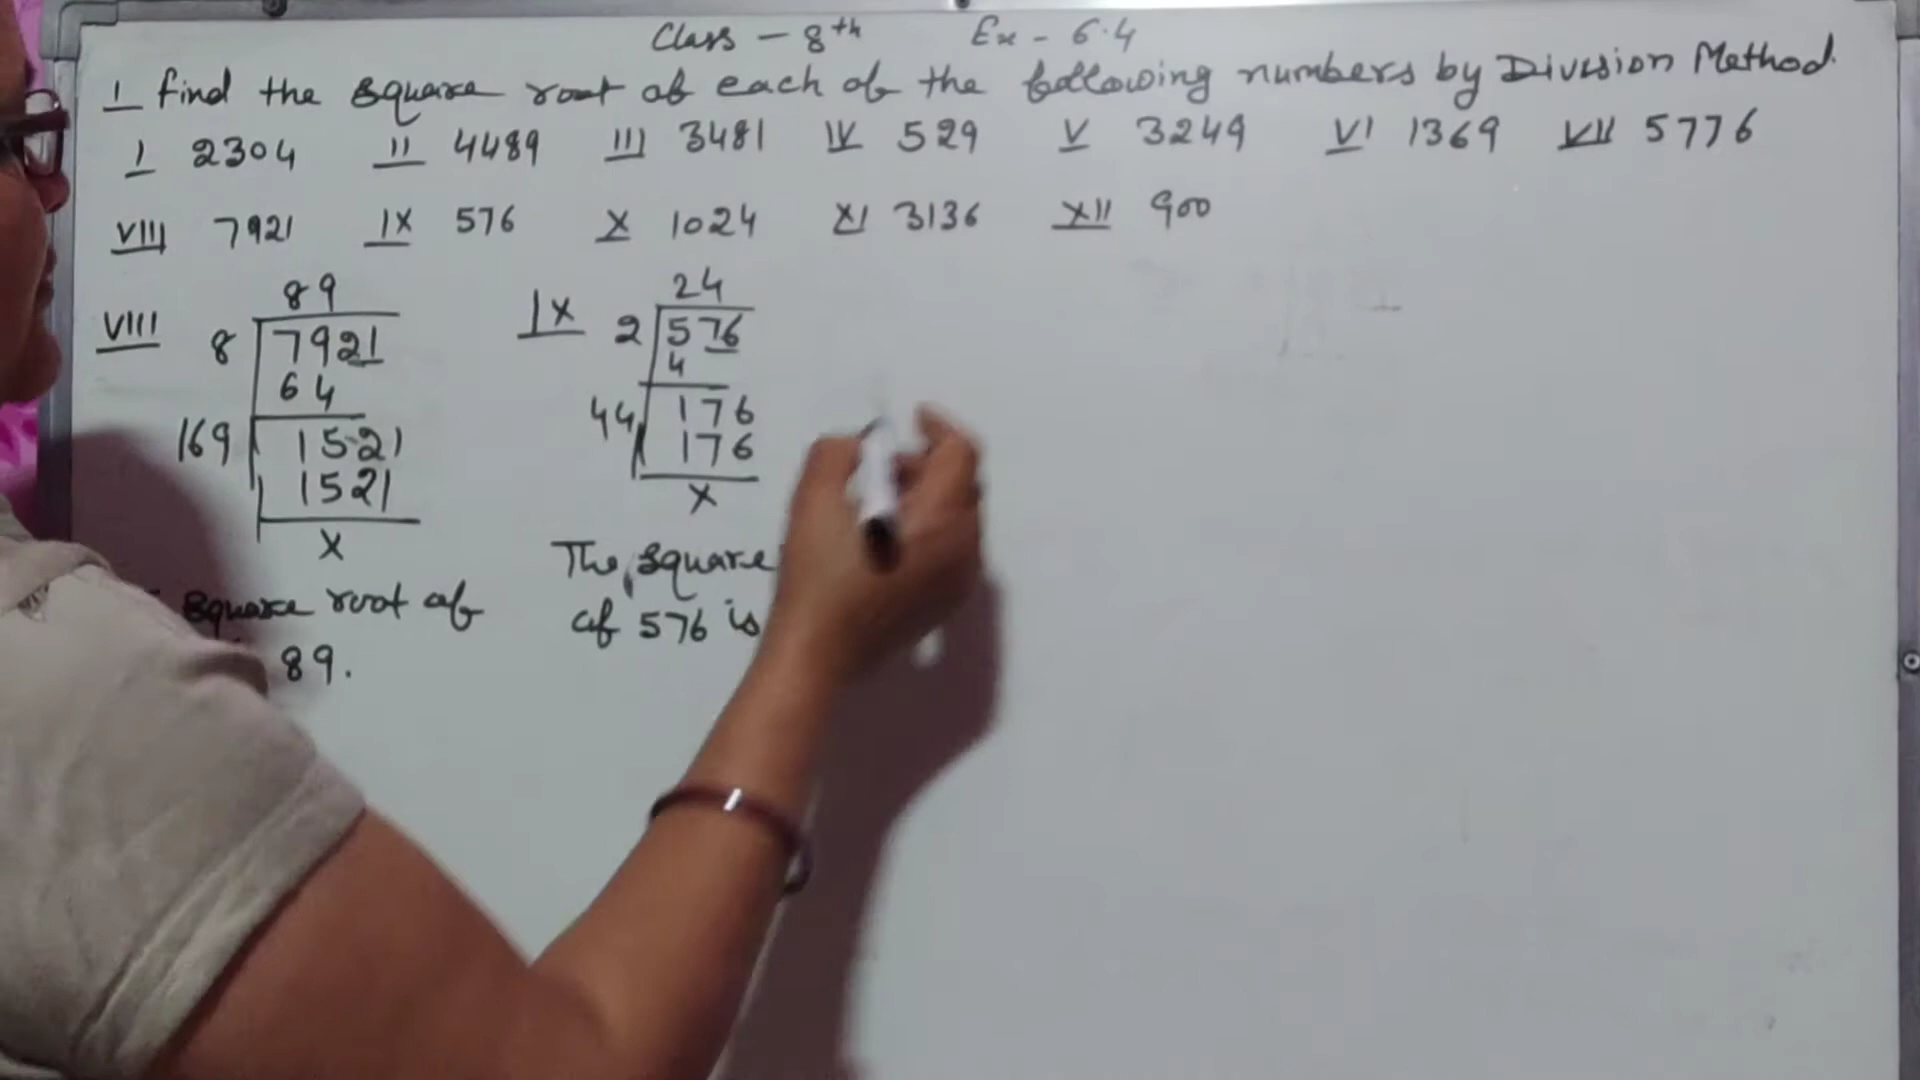 Class - 8th Ex - 6.4
1 find the square root of each of the following numbers by Division Method.
I 2304 II 4489 III 3481 IV 529 V 3249 VI 1369 VII 5776
VIII 7921 IX 576 X 1024 XI 3136 XII 900
VIII
89
8 7921
64
169 1521
1521
x
square root of
89.
IX
24
2 576
4
44 176
176
x
The square
of 576 is